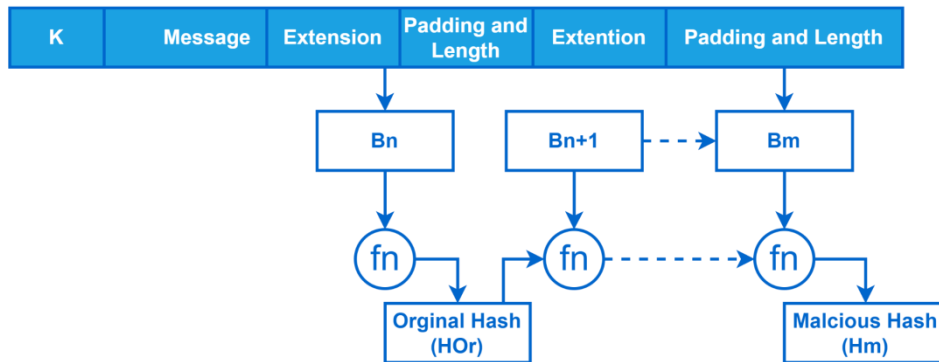 K
Message
Extension
Padding and
Length
Extention
Padding and Length
Bn
Bn+1
Bm
fn
fn
fn
Orginal Hash
(HOr)
Malcious Hash
(Hm)